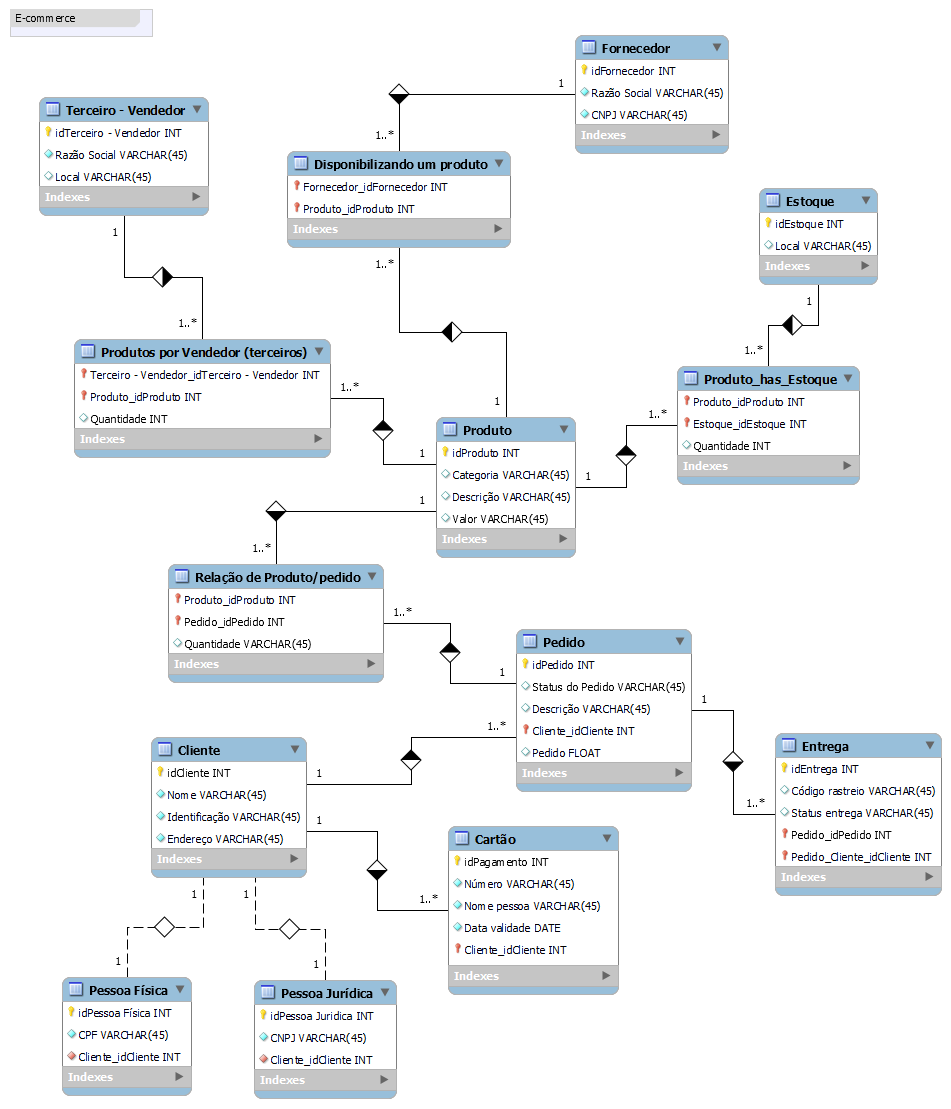 E-commerce
Fornecedor
idFornecedor INT
Razão Social VARCHAR(45)
CNPJ VARCHAR(45)
Indexes
1
1..*
Terceiro - Vendedor
idTerceiro - Vendedor INT
Razão Social VARCHAR(45)
Local VARCHAR(45)
Indexes
1
1..*
Disponibilizando um produto
Fornecedor_idFornecedor INT
Produto_idProduto INT
Indexes
1..*
1
Estoque
idEstoque INT
Local VARCHAR(45)
Indexes
1
1..*
Produtos por Vendedor (terceiros)
Terceiro - Vendedor_idTerceiro - Vendedor INT
Produto_idProduto INT
Quantidade INT
Indexes
1..*
1
Produto_has_Estoque
Produto_idProduto INT
Estoque_idEstoque INT
Quantidade INT
Indexes
1..*
1
Produto
idProduto INT
Categoria VARCHAR(45)
Descrição VARCHAR(45)
Valor VARCHAR(45)
Indexes
1
1..*
Relação de Produto/pedido
Produto_idProduto INT
Pedido_idPedido INT
Quantidade VARCHAR(45)
Indexes
1..*
1
Pedido
idPedido INT
Status do Pedido VARCHAR(45)
Descrição VARCHAR(45)
Cliente_idCliente INT
Pedido FLOAT
Indexes
1
1..*
1..*
1
Entrega
idEntrega INT
Código rastreio VARCHAR(45)
Status entrega VARCHAR(45)
Pedido_idPedido INT
Pedido_Cliente_idCliente INT
Indexes
Cliente
idCliente INT
Nome VARCHAR(45)
Identificação VARCHAR(45)
Endereço VARCHAR(45)
Indexes
1
1..*
Cartão
idPagamento INT
Número VARCHAR(45)
Nome pessoa VARCHAR(45)
Data validade DATE
Cliente_idCliente INT
Indexes
1
1
1
1
Pessoa Física
idPessoa Física INT
CPF VARCHAR(45)
Cliente_idCliente INT
Indexes
Pessoa Jurídica
idPessoa Juridica INT
CNPJ VARCHAR(45)
Cliente_idCliente INT
Indexes